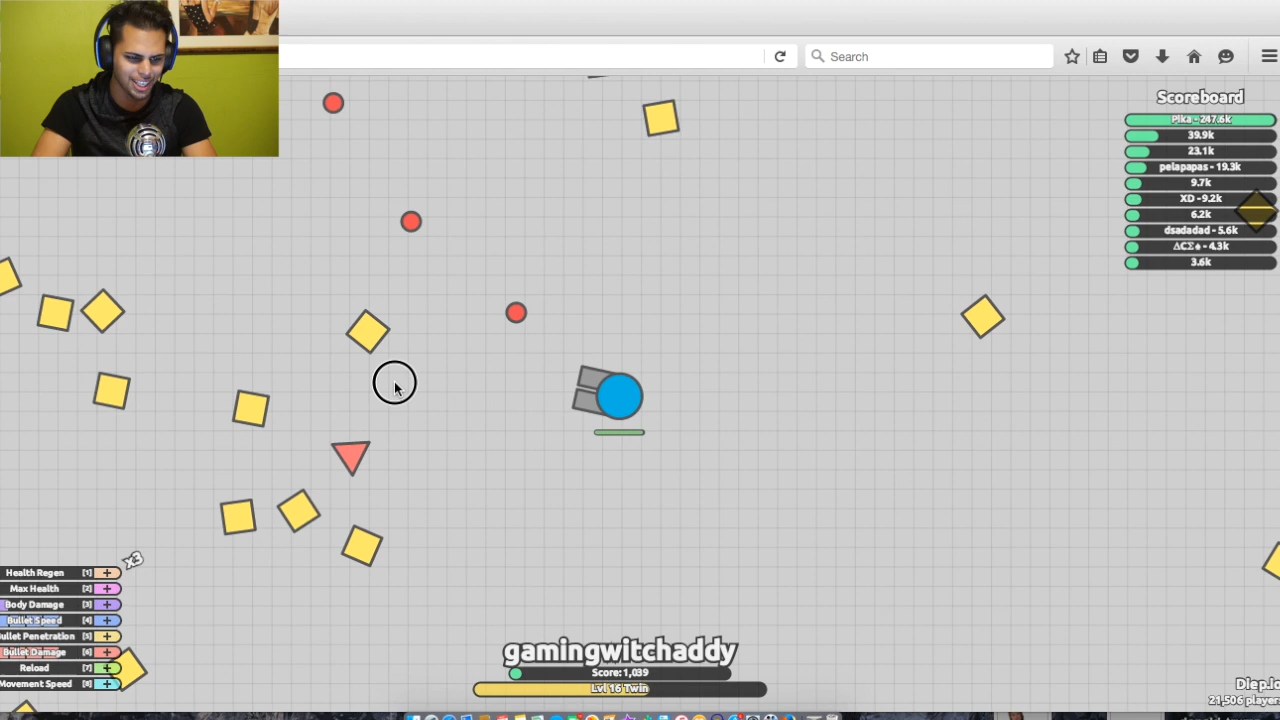 Search
Scoreboard
Pika - 247.6k
39.9k
23.1k
pelapapas - 19.3k
9.7k
XD - 9.2k
6.2k
dsadadad - 5.6k
ΔCΣ♠ - 4.3k
3.6k
x3
Health Regen [1] +
Max Health [2] +
Body Damage [3] +
Bullet Speed [4] +
Bullet Penetration [5] +
Bullet Damage [6] +
Reload [7] +
Movement Speed [8] +
gamingwitchaddy
Score: 1,039
Lvl 16 Twin
Diep.io
21,506 player